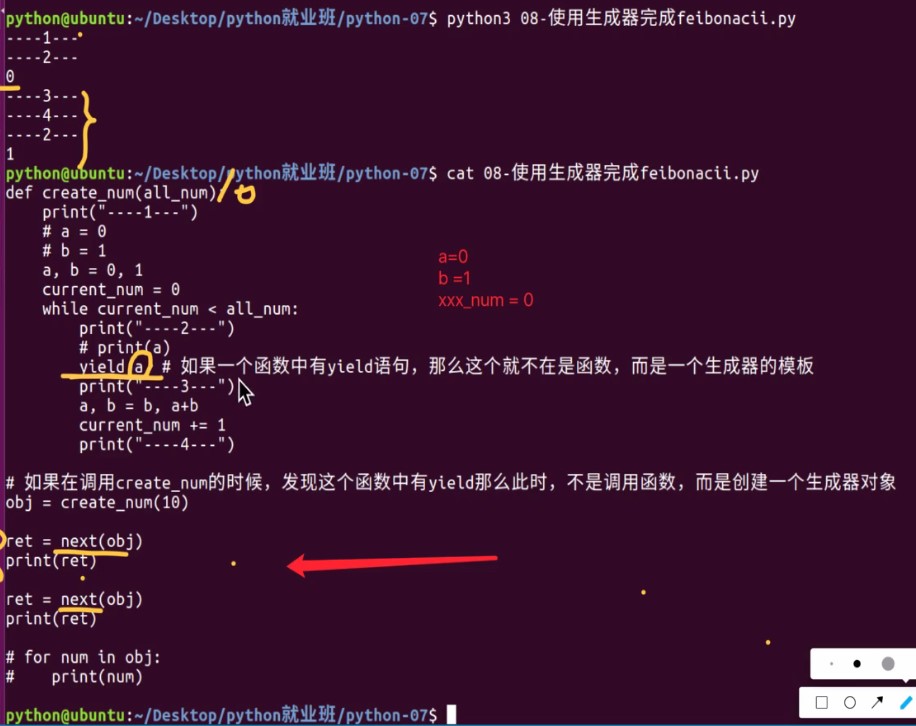 python@ubuntu:~/Desktop/python就业班/python-07$ python3 08-使用生成器完成feibonacii.py
----1---
----2---
0
----3---
----4---
----2---
1
python@ubuntu:~/Desktop/python就业班/python-07$ cat 08-使用生成器完成feibonacii.py
def create_num(all_num):
    print("----1---")
    # a = 0
    # b = 1
    a, b = 0, 1
    current_num = 0
    while current_num < all_num:
        print("----2---")
        # print(a)
        yield a # 如果一个函数中有yield语句，那么这个就不在是函数，而是一个生成器的模板
        print("----3---")
        a, b = b, a+b
        current_num += 1
        print("----4---")
a=0
b =1
xxx_num = 0
# 如果在调用create_num的时候，发现这个函数中有yield那么此时，不是调用函数，而是创建一个生成器对象
obj = create_num(10)
ret = next(obj)
print(ret)
ret = next(obj)
print(ret)
# for num in obj:
#    print(num)
python@ubuntu:~/Desktop/python就业班/python-07$